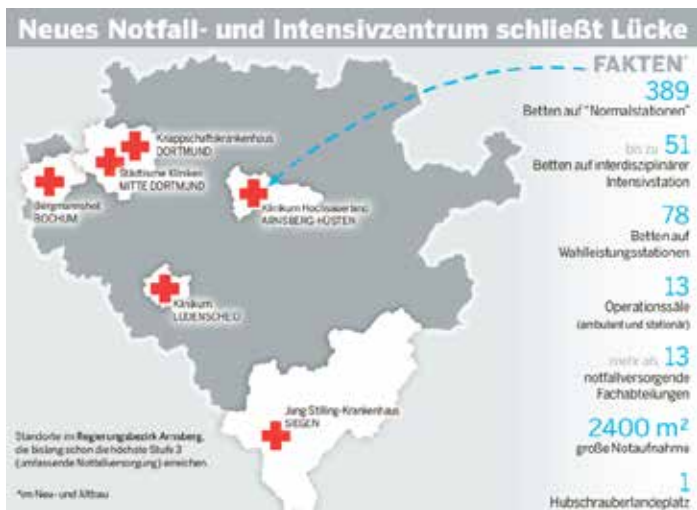 Neues Notfall- und Intensivzentrum schließt Lücke
FAKTEN*
389
Betten auf "Normalstationen"
bis zu 51
Betten auf interdisziplinärer
Intensivstation
78
Betten auf
Wahlleistungsstationen
13
Operationssäle
(ambulant und stationär)
mehr als 13
notfallversorgende
Fachabteilungen
2400 m²
große Notaufnahme
1
Hubschrauberlandeplatz
Knappschaftskrankenhaus
DORTMUND
Städtische Kliniken
MITTE DORTMUND
Bergmannsheil
BOCHUM
Klinikum Hochsauerland
ARNSBERG-HÜSTEN
Klinikum
LÜDENSCHEID
Jung Stilling-Krankenhaus
SIEGEN
Standorte im Regierungsbezirk Arnsberg,
die bislang schon die höchste Stufe 3
(umfassende Notfallversorgung) erreichen.
*im Neu- und Altbau